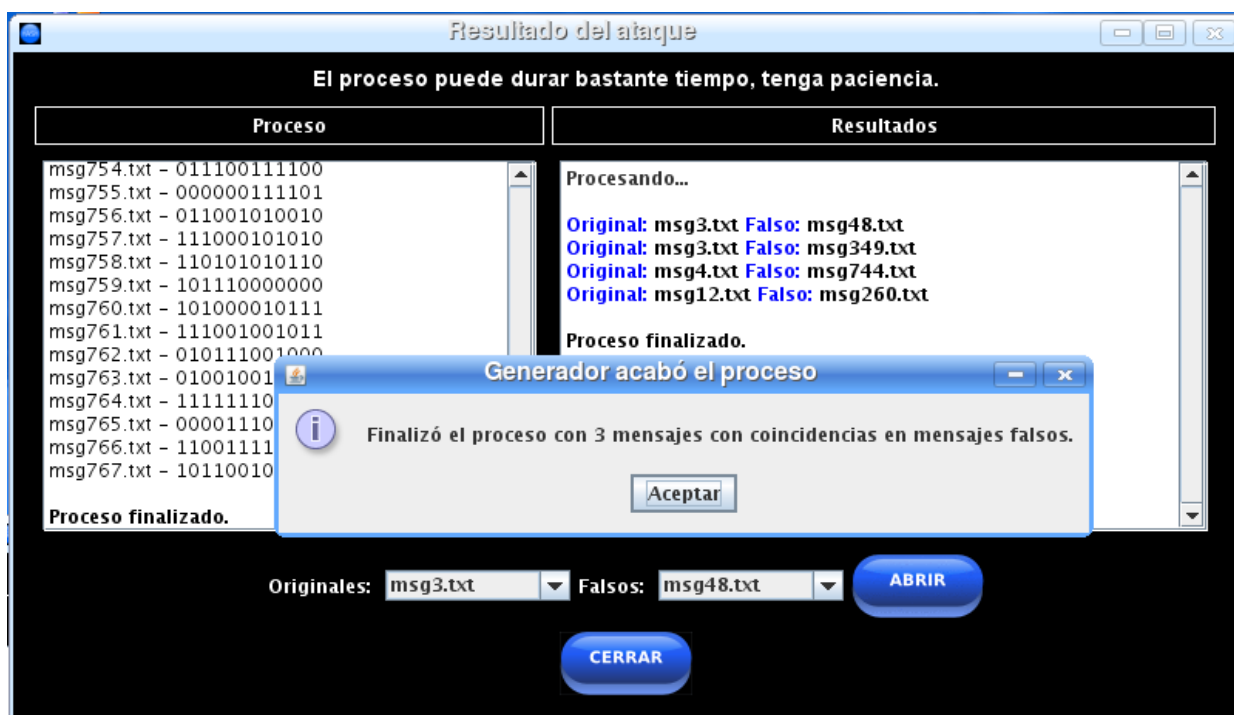 Resultado del ataque
El proceso puede durar bastante tiempo, tenga paciencia.
Proceso
Resultados
msg754.txt – 011100111100
msg755.txt – 000000111101
msg756.txt – 011001010010
msg757.txt – 111000101010
msg758.txt – 110101010110
msg759.txt – 101110000000
msg760.txt – 101000010111
msg761.txt – 111001001011
msg762.txt – 010111001000
msg763.txt – 01001001
msg764.txt – 11111110
msg765.txt – 00001110
msg766.txt – 11001111
msg767.txt – 10110010
Proceso finalizado.
Procesando...
Original: msg3.txt Falso: msg48.txt
Original: msg3.txt Falso: msg349.txt
Original: msg4.txt Falso: msg744.txt
Original: msg12.txt Falso: msg260.txt
Proceso finalizado.
Generador acabó el proceso
Finalizó el proceso con 3 mensajes con coincidencias en mensajes falsos.
Aceptar
Originales: msg3.txt Falsos: msg48.txt ABRIR
CERRAR